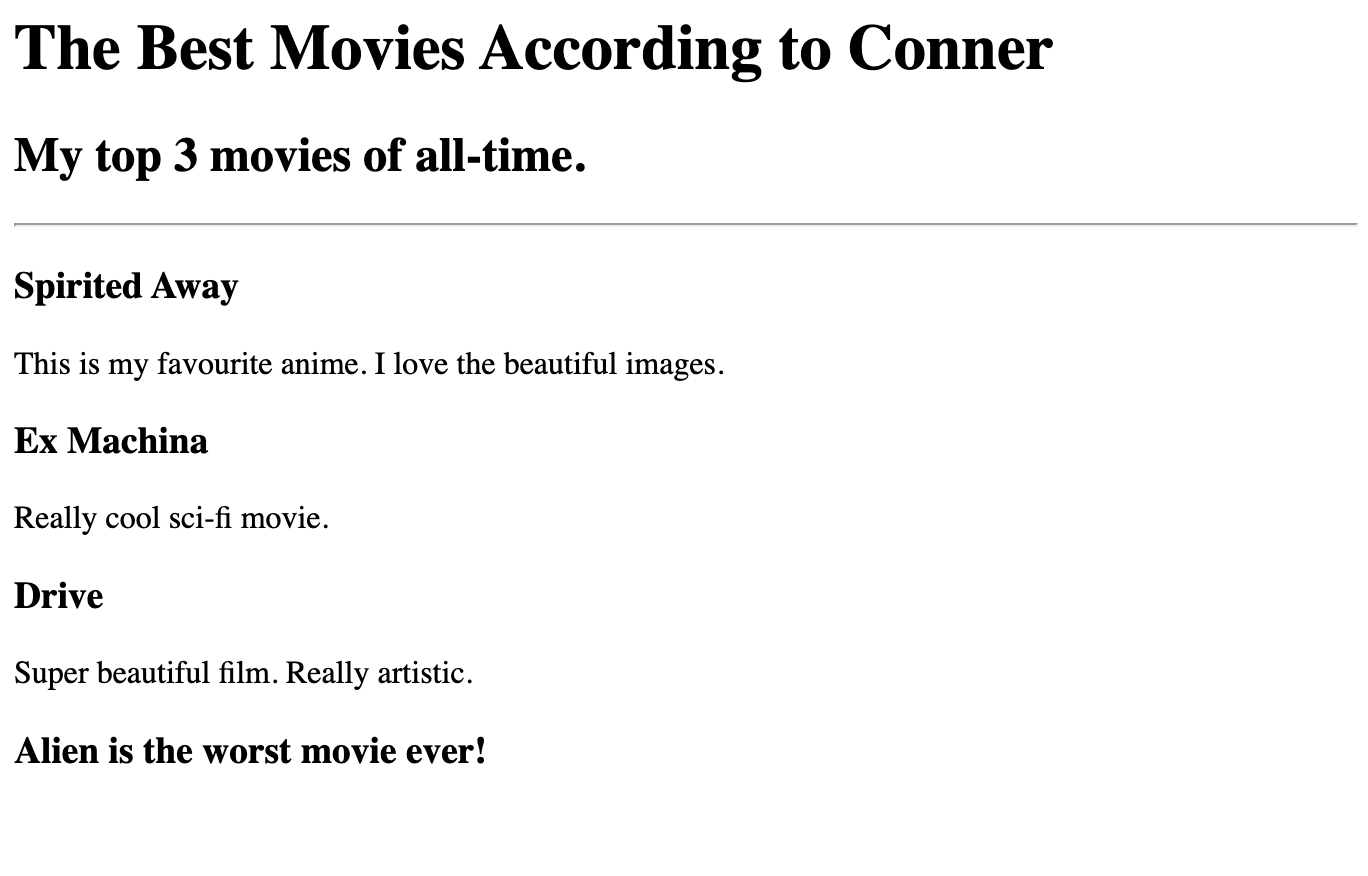 The Best Movies According to Conner
My top 3 movies of all-time.
Spirited Away
This is my favourite anime. I love the beautiful images.
Ex Machina
Really cool sci-fi movie.
Drive
Super beautiful film. Really artistic.
Alien is the worst movie ever!